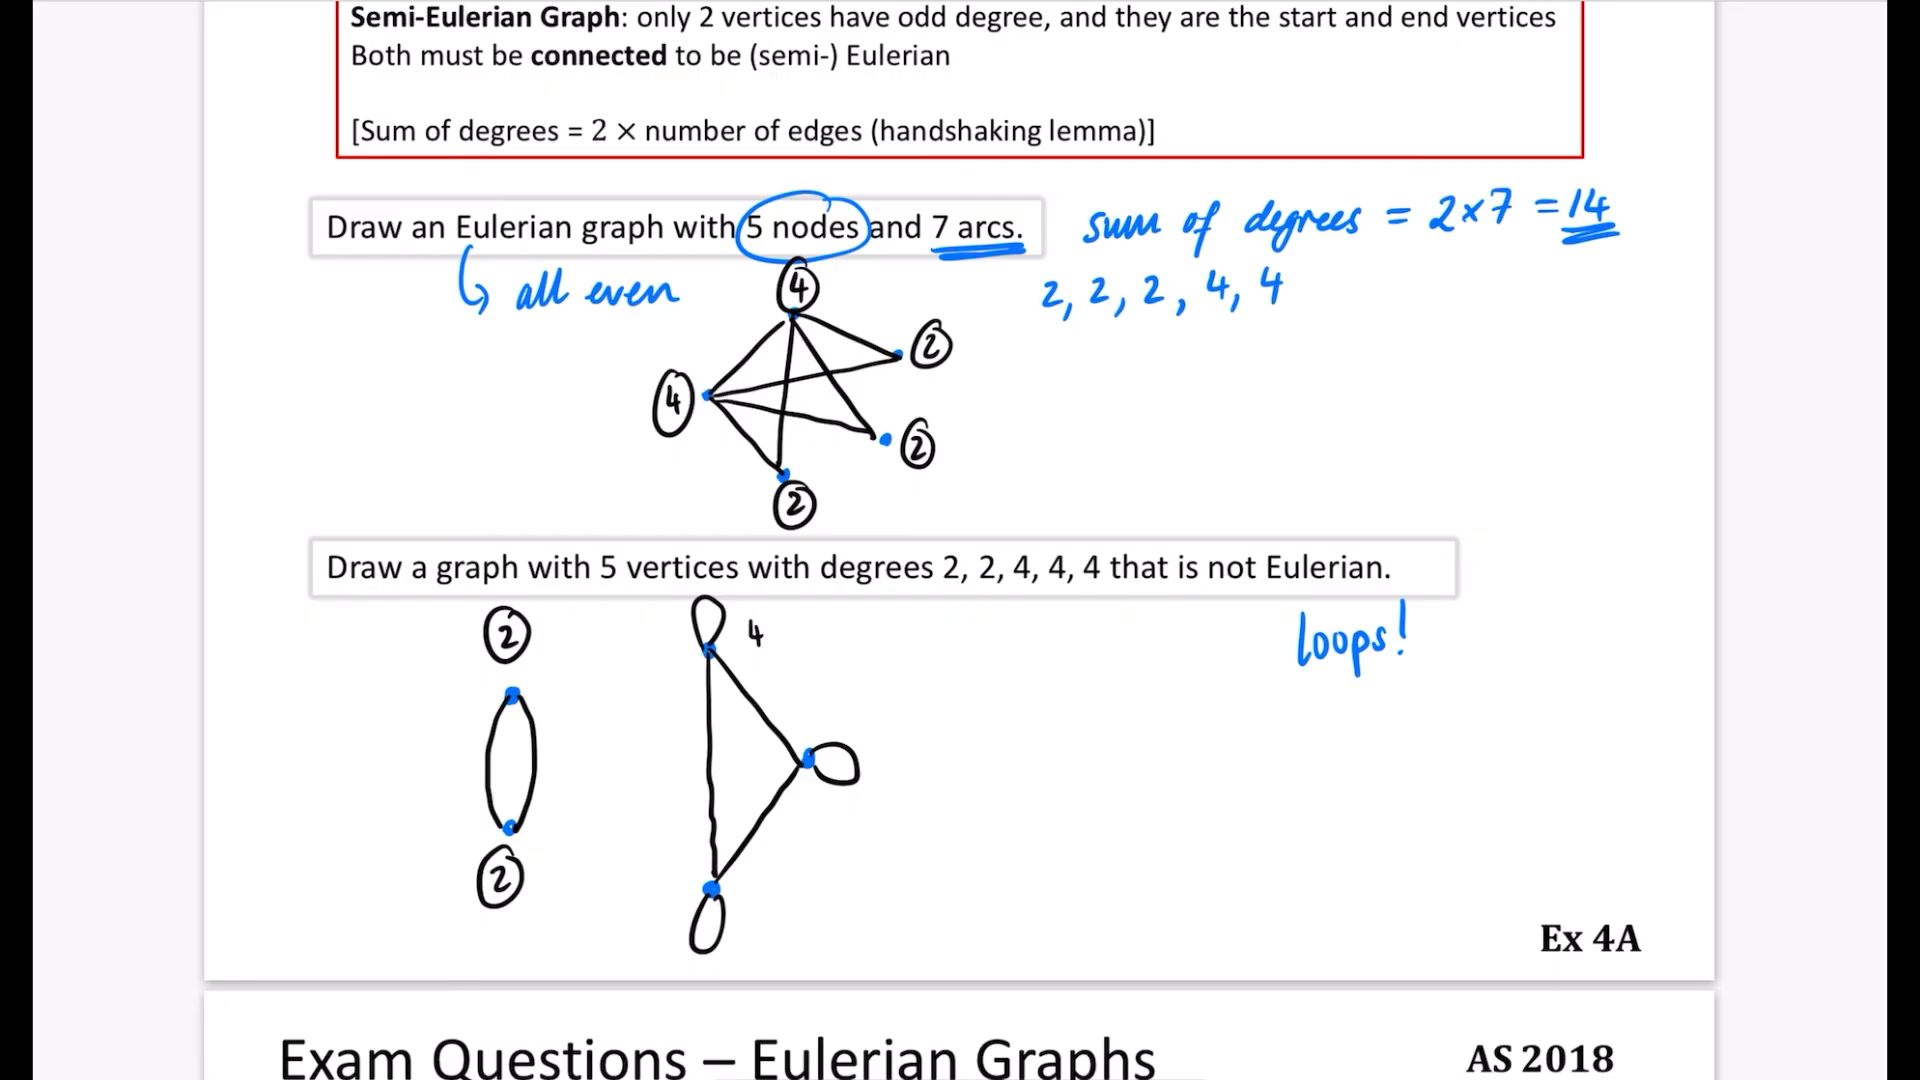 Semi-Eulerian Graph: only 2 vertices have odd degree, and they are the start and end vertices
Both must be connected to be (semi-) Eulerian
[Sum of degrees = 2 × number of edges (handshaking lemma)]
Draw an Eulerian graph with 5 nodes and 7 arcs.
sum of degrees = 2×7 = 14
all even
2, 2, 2, 4, 4
4
2
4
2
2
Draw a graph with 5 vertices with degrees 2, 2, 4, 4, 4 that is not Eulerian.
2
4
loops!
2
Ex 4A
Exam Questions – Eulerian Graphs
AS 2018